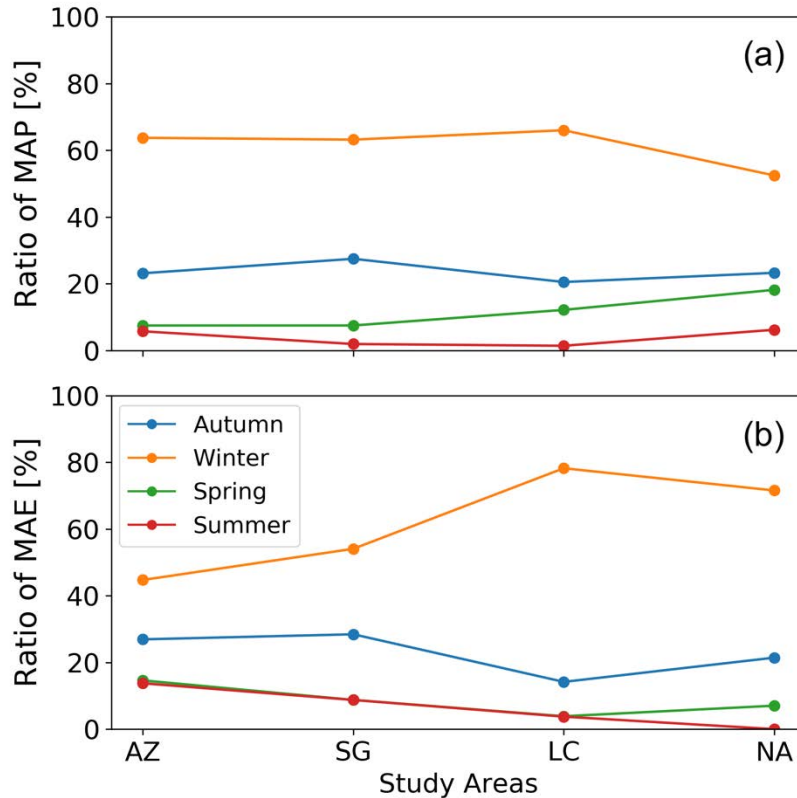 100
80
60
40
20
0
Ratio of MAP [%]
(a)
100
80
60
40
20
0
Ratio of MAE [%]
Autumn
Winter
Spring
Summer
(b)
AZ SG LC NA
Study Areas